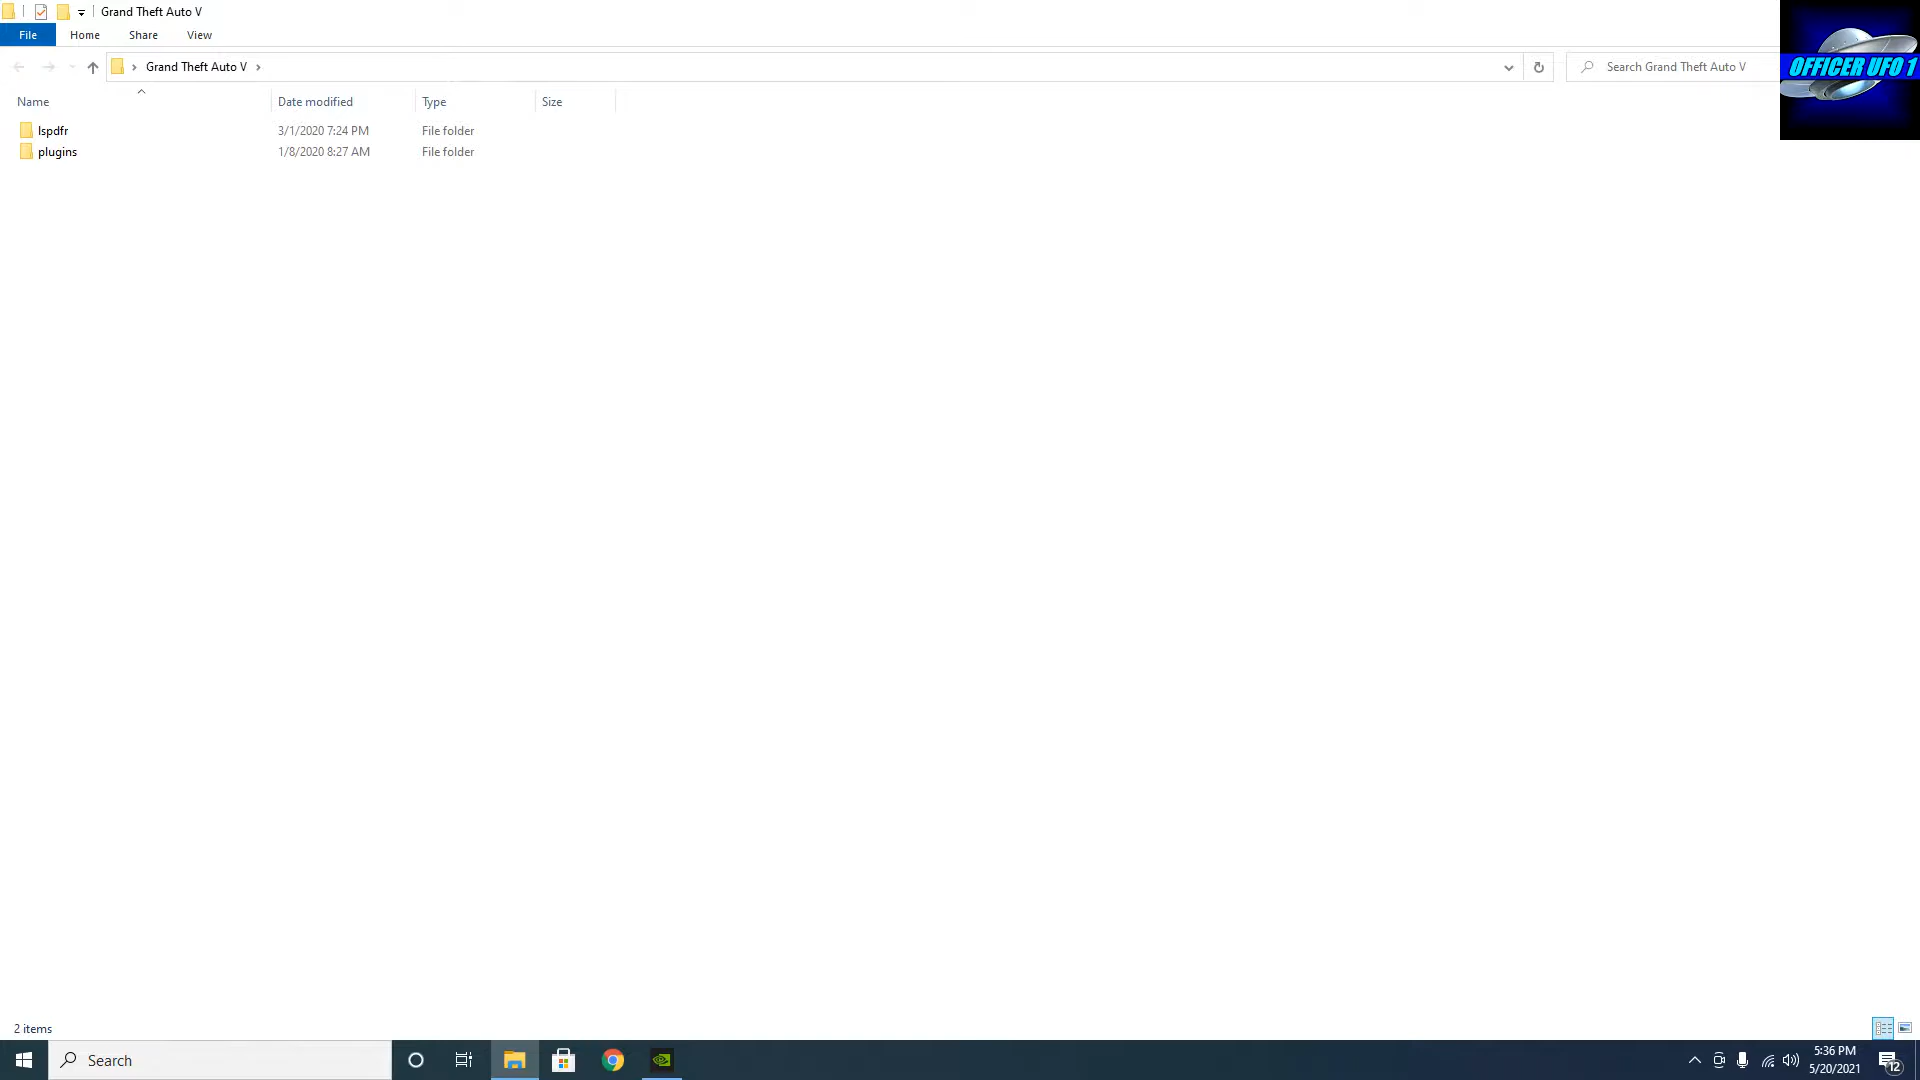 Grand Theft Auto V
File Home Share View
Grand Theft Auto V
Search Grand Theft Auto V
OFFICER UFO 1
Name Date modified Type Size
lspdfr 3/1/2020 7:24 PM File folder
plugins 1/8/2020 8:27 AM File folder
2 items
Search
5:36 PM
5/20/2021
12